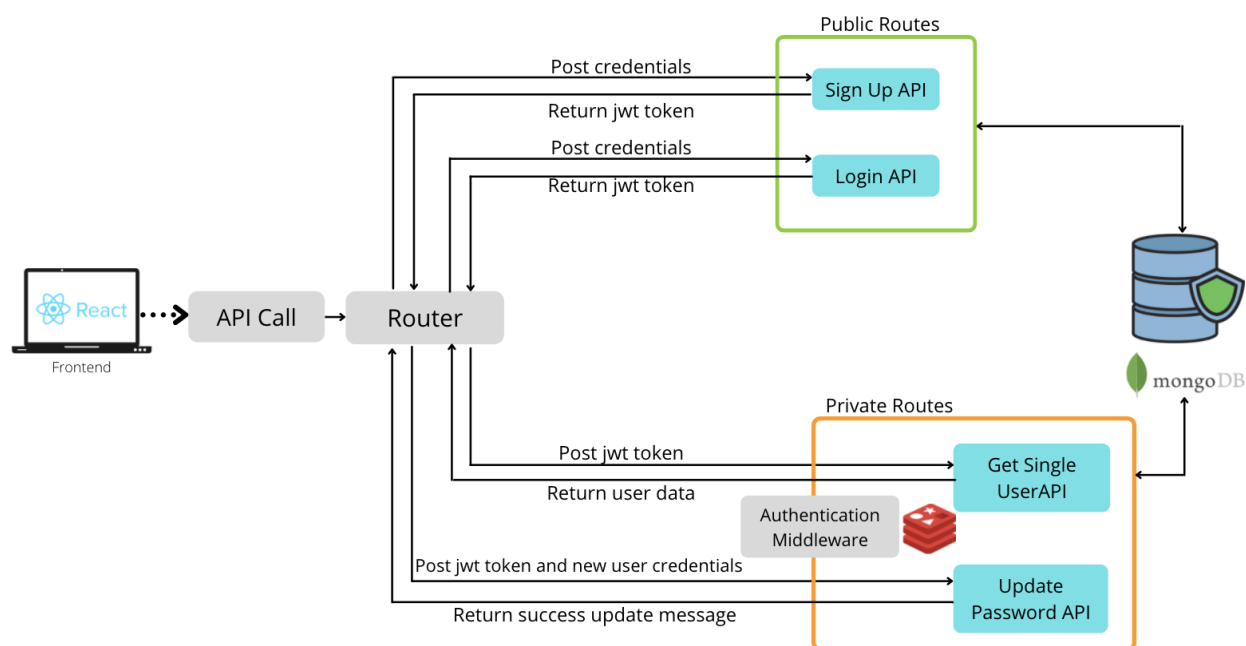 Public Routes
Post credentials
Sign Up API
Return jwt token
Post credentials
Login API
Return jwt token
React
API Call
Router
Frontend
mongoDB
Private Routes
Post jwt token
Get Single
UserAPI
Return user data
Authentication
Middleware
Post jwt token and new user credentials
Update
Password API
Return success update message